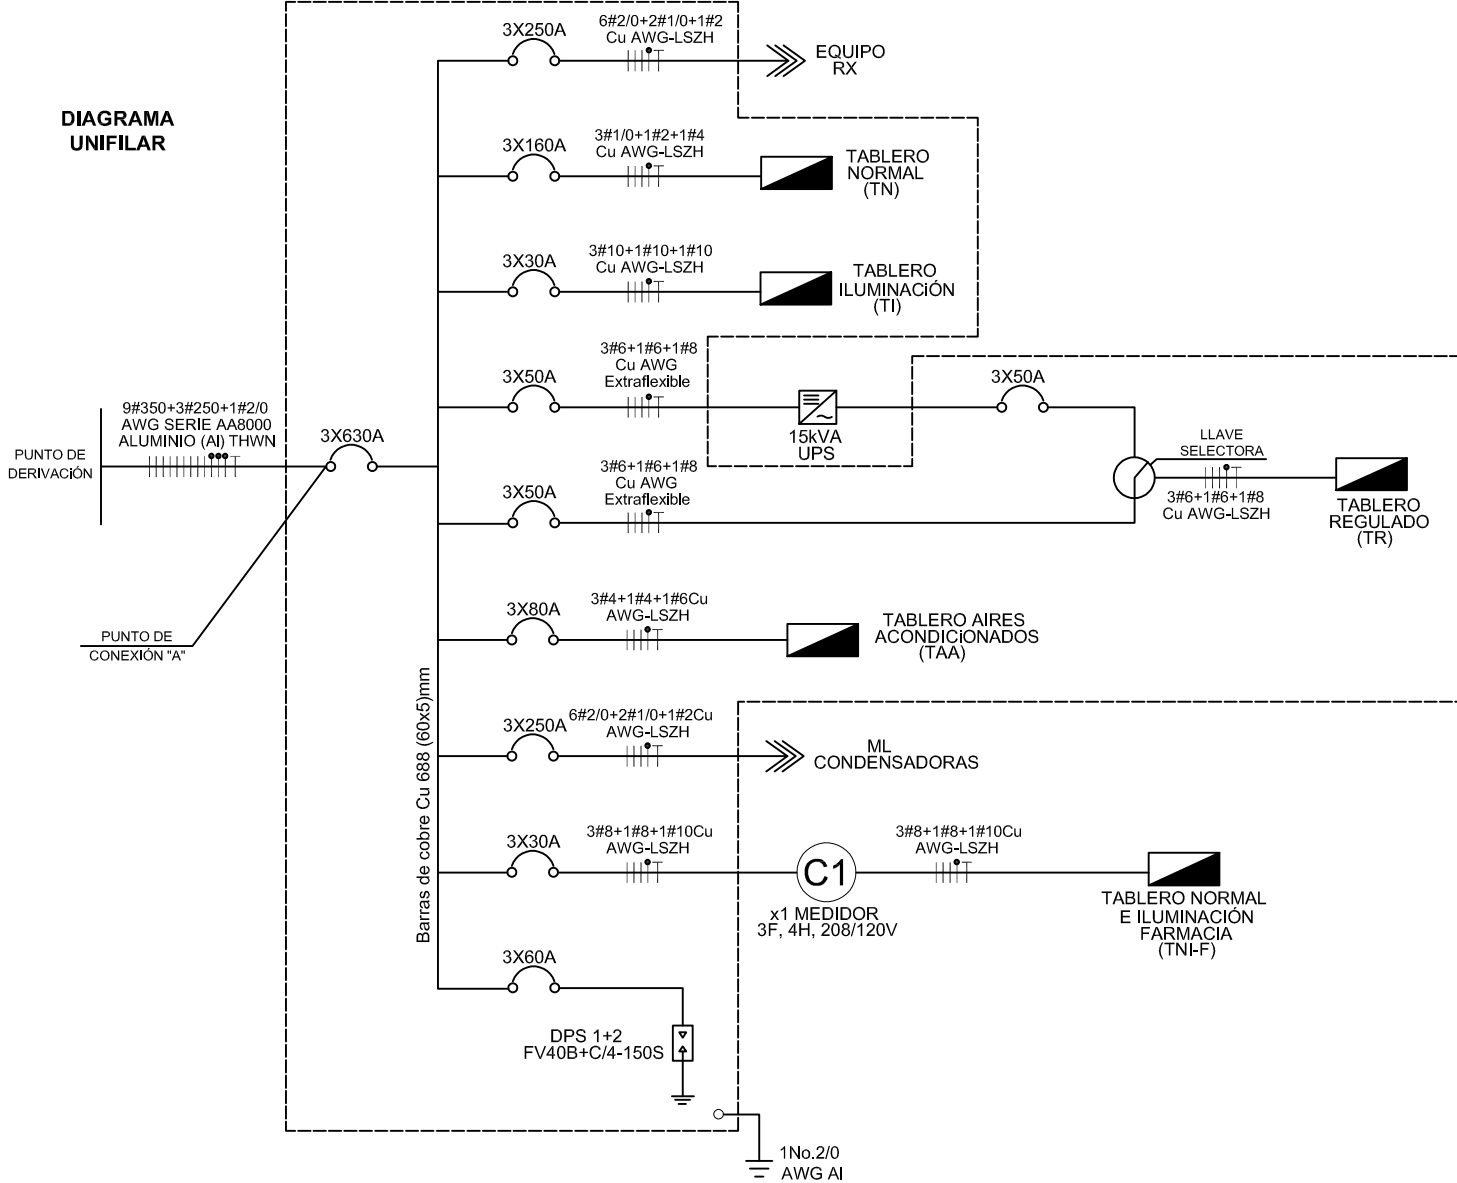 DIAGRAMA
UNIFILAR
3X250A
6#2/0+2#1/0+1#2
Cu AWG-LSZH
EQUIPO
RX
3X160A
3#1/0+1#2+1#4
Cu AWG-LSZH
TABLERO
NORMAL
(TN)
3X30A
3#10+1#10+1#10
Cu AWG-LSZH
TABLERO
ILUMINACiÓN
(TI)
3X50A
3#6+1#6+1#8
Cu AWG
Extraflexible
15kVA
UPS
3X50A
PUNTO DE
DERIVACiÓN
9#350+3#250+1#2/0
AWG SERIE AA8000
ALUMINIO (Al) THWN
3X630A
3X50A
3#6+1#6+1#8
Cu AWG
Extraflexible
LLAVE
SELECTORA
3#6+1#6+1#8
Cu AWG-LSZH
TABLERO
REGULADO
(TR)
PUNTO DE
CONEXIÓN "A"
3X80A
3#4+1#4+1#6Cu
AWG-LSZH
TABLERO AIRES
ACONDICiONADOS
(TAA)
Barras de cobre Cu 688 (60x5)mm
3X250A
6#2/0+2#1/0+1#2Cu
AWG-LSZH
ML
CONDENSADORAS
3X30A
3#8+1#8+1#10Cu
AWG-LSZH
C1
x1 MEDIDOR
3F, 4H, 208/120V
3#8+1#8+1#10Cu
AWG-LSZH
TABLERO NORMAL
E ILUMINACIÓN
FARMACIA
(TNI-F)
3X60A
DPS 1+2
FV40B+C/4-150S
1No.2/0
AWG Al